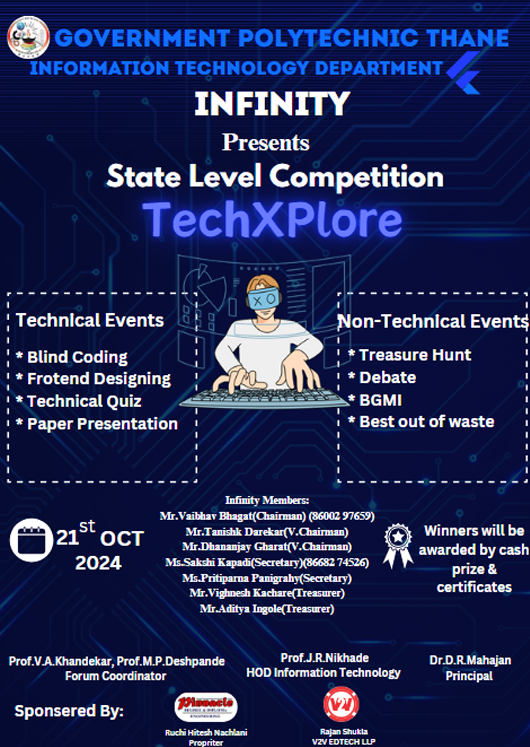 GOVERNMENT POLYTECHNIC THANE
INFORMATION TECHNOLOGY DEPARTMENT
INFINITY
Presents
State Level Competition
TechXPlore
Technical Events
* Blind Coding
* Frotend Designing
* Technical Quiz
* Paper Presentation
Non-Technical Events
* Treasure Hunt
* Debate
* BGMI
* Best out of waste
21st OCT
2024
Infinity Members:
Mr.Vaibhav Bhagat(Chairman) (86002 97659)
Mr.Tanishk Darekar(V.Chairman)
Mr.Dhananjay Gharat(V.Chairman)
Ms.Sakshi Kapadi(Secretary)(86682 74526)
Ms.Pritiparna Panigrahy(Secretary)
Mr.Vighnesh Kachare(Treasurer)
Mr.Aditya Ingole(Treasurer)
Winners will be
awarded by cash
prize &
certificates
Prof.V.A.Khandekar, Prof.M.P.Deshpande
Forum Coordinator
Prof.J.R.Nikhade
HOD Information Technology
Dr.D.R.Mahajan
Principal
Sponsered By:
Pinnacle
ENGINEERING
Ruchi Hitesh Nachlani
Propriter
V2V
Rajan Shukla
V2V EDTECH LLP